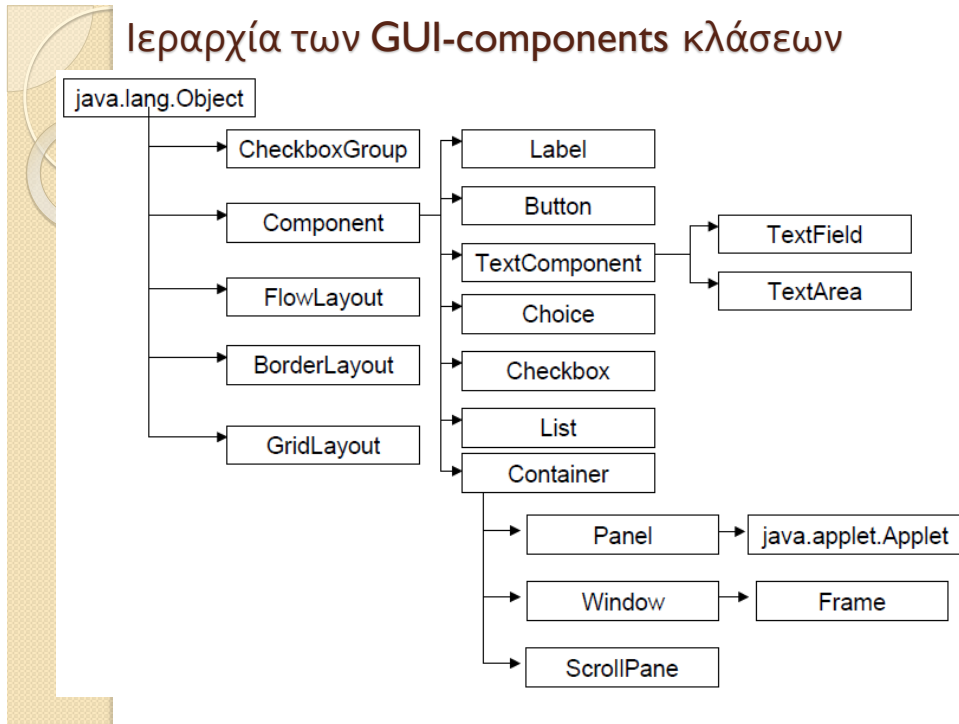 Ιεραρχία των GUI-components κλάσεων
java.lang.Object
CheckboxGroup
Component
FlowLayout
BorderLayout
GridLayout
Label
Button
TextComponent
Choice
Checkbox
List
Container
TextField
TextArea
Panel
java.applet.Applet
Window
Frame
ScrollPane